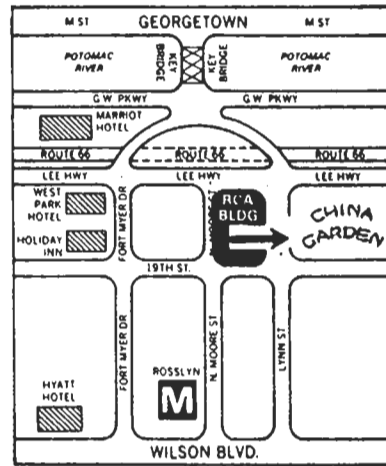 M ST
GEORGETOWN
M ST
POTOMAC
RIVER
KEY
BRIDGE
KEY
BRIDGE
POTOMAC
RIVER
G.W. PKWY
G.W. PKWY
MARRIOT
HOTEL
ROUTE 66
ROUTE 66
ROUTE 66
LEE HWY
LEE HWY
LEE HWY
WEST
PARK
HOTEL
RCA
BLDG
CHINA
GARDEN
HOLIDAY
INN
FORT MYER DR
19TH ST.
FORT MYER DR
ROSSLYN
M
N. MOORE ST
LYNN ST
HYATT
HOTEL
WILSON BLVD.